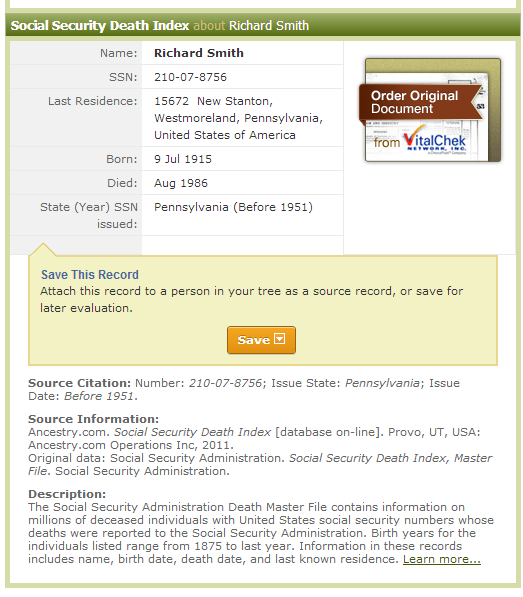 Social Security Death Index about Richard Smith
Name: Richard Smith
SSN: 210-07-8756
Last Residence: 15672 New Stanton,
Westmoreland, Pennsylvania,
United States of America
Born: 9 Jul 1915
Died: Aug 1986
State (Year) SSN Pennsylvania (Before 1951)
issued:
Order Original
Document
from VitalChek
NETWORK, INC.
53
Save This Record
Attach this record to a person in your tree as a source record, or save for
later evaluation.
Save
Source Citation: Number: 210-07-8756; Issue State: Pennsylvania; Issue
Date: Before 1951.
Source Information:
Ancestry.com. Social Security Death Index [database on-line]. Provo, UT, USA:
Ancestry.com Operations Inc, 2011.
Original data: Social Security Administration. Social Security Death Index, Master
File. Social Security Administration.
Description:
The Social Security Administration Death Master File contains information on
millions of deceased individuals with United States social security numbers whose
deaths were reported to the Social Security Administration. Birth years for the
individuals listed range from 1875 to last year. Information in these records
includes name, birth date, death date, and last known residence. Learn more...